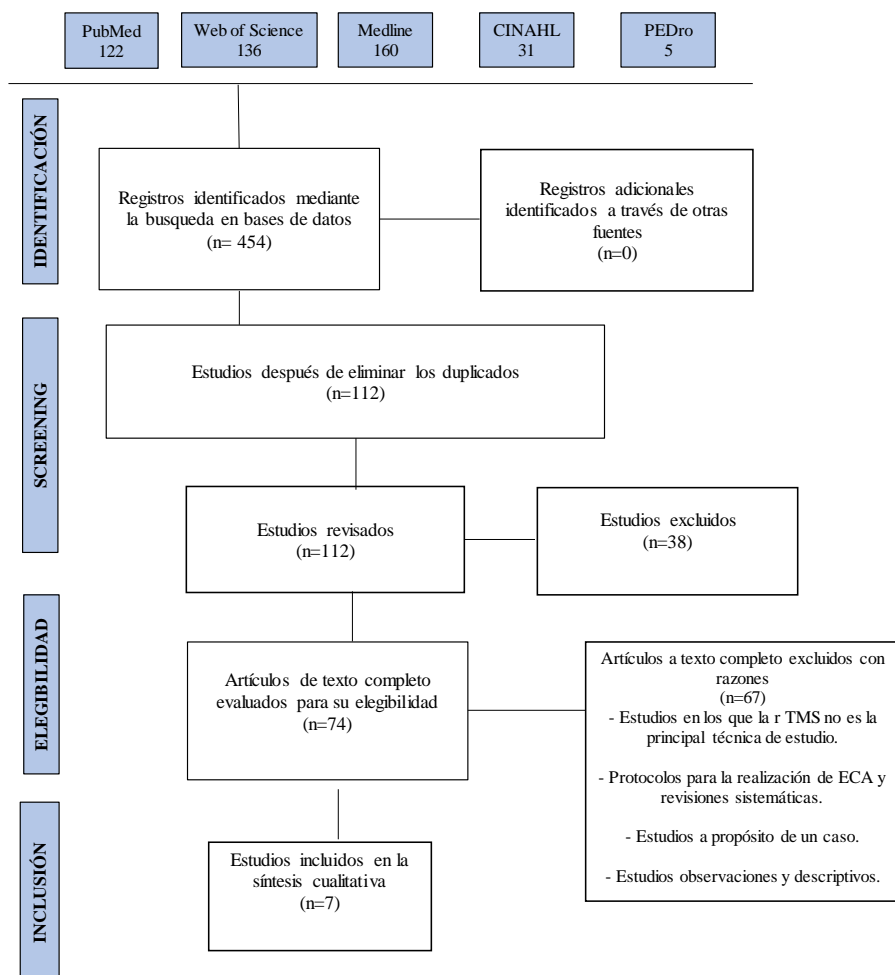 PubMed
122
Web of Science
136
Medline
160
CINAHL
31
PEDro
5
IDENTIFICACIÓN
Registros identificados mediante
la busqueda en bases de datos
(n= 454)
Registros adicionales
identificados a través de otras
fuentes
(n=0)
SCREENING
Estudios después de eliminar los duplicados
(n=112)
Estudios revisados
(n=112)
Estudios excluidos
(n=38)
ELEGIBILIDAD
Artículos de texto completo
evaluados para su elegibilidad
(n=74)
Artículos a texto completo excluidos con
razones
(n=67)
- Estudios en los que la r TMS no es la
principal técnica de estudio.
- Protocolos para la realización de ECA y
revisiones sistemáticas.
- Estudios a propósito de un caso.
- Estudios observaciones y descriptivos.
INCLUSIÓN
Estudios incluidos en la
síntesis cualitativa
(n=7)